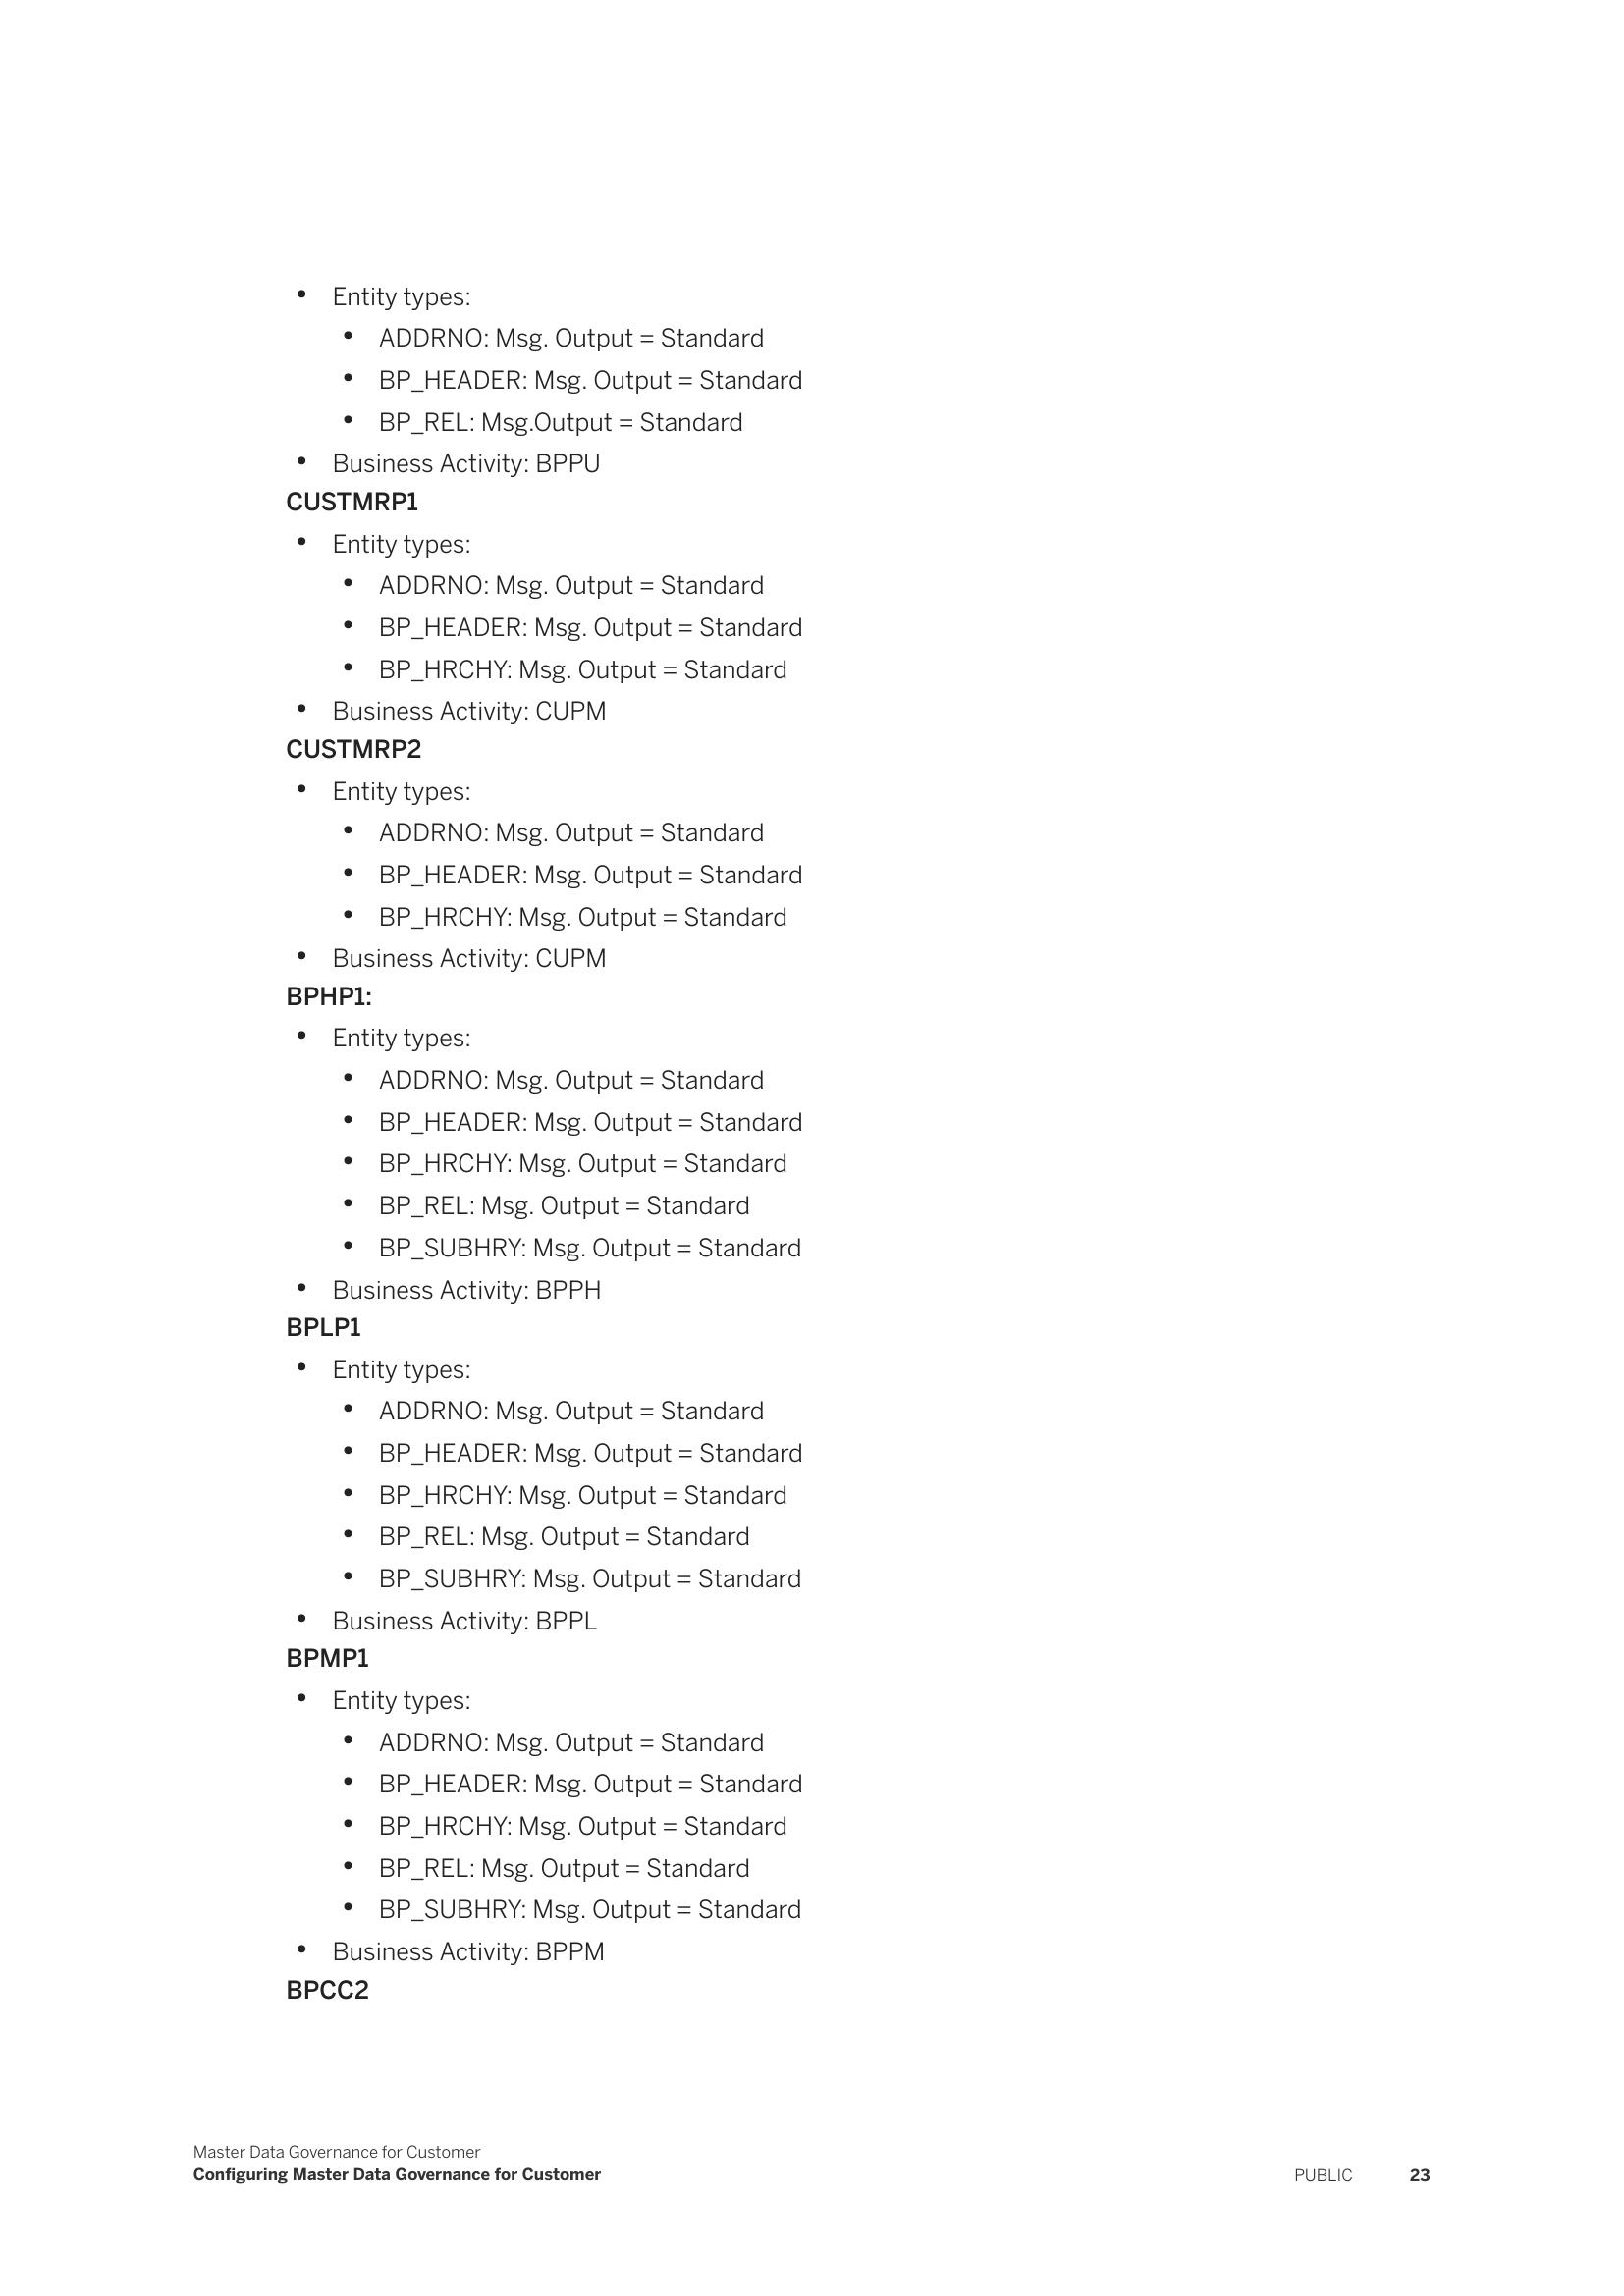 • Entity types:
• ADDRNO: Msg. Output = Standard
• BP_HEADER: Msg. Output = Standard
• BP_REL: Msg.Output = Standard
• Business Activity: BPPU
CUSTMRP1
• Entity types:
• ADDRNO: Msg. Output = Standard
• BP_HEADER: Msg. Output = Standard
• BP_HRCHY: Msg. Output = Standard
• Business Activity: CUPM
CUSTMRP2
• Entity types:
• ADDRNO: Msg. Output = Standard
• BP_HEADER: Msg. Output = Standard
• BP_HRCHY: Msg. Output = Standard
• Business Activity: CUPM
BPHP1:
• Entity types:
• ADDRNO: Msg. Output = Standard
• BP_HEADER: Msg. Output = Standard
• BP_HRCHY: Msg. Output = Standard
• BP_REL: Msg. Output = Standard
• BP_SUBHRY: Msg. Output = Standard
• Business Activity: BPPH
BPLP1
• Entity types:
• ADDRNO: Msg. Output = Standard
• BP_HEADER: Msg. Output = Standard
• BP_HRCHY: Msg. Output = Standard
• BP_REL: Msg. Output = Standard
• BP_SUBHRY: Msg. Output = Standard
• Business Activity: BPPL
BPMP1
• Entity types:
• ADDRNO: Msg. Output = Standard
• BP_HEADER: Msg. Output = Standard
• BP_HRCHY: Msg. Output = Standard
• BP_REL: Msg. Output = Standard
• BP_SUBHRY: Msg. Output = Standard
• Business Activity: BPPM
BPCC2
Master Data Governance for Customer
Configuring Master Data Governance for Customer PUBLIC 23